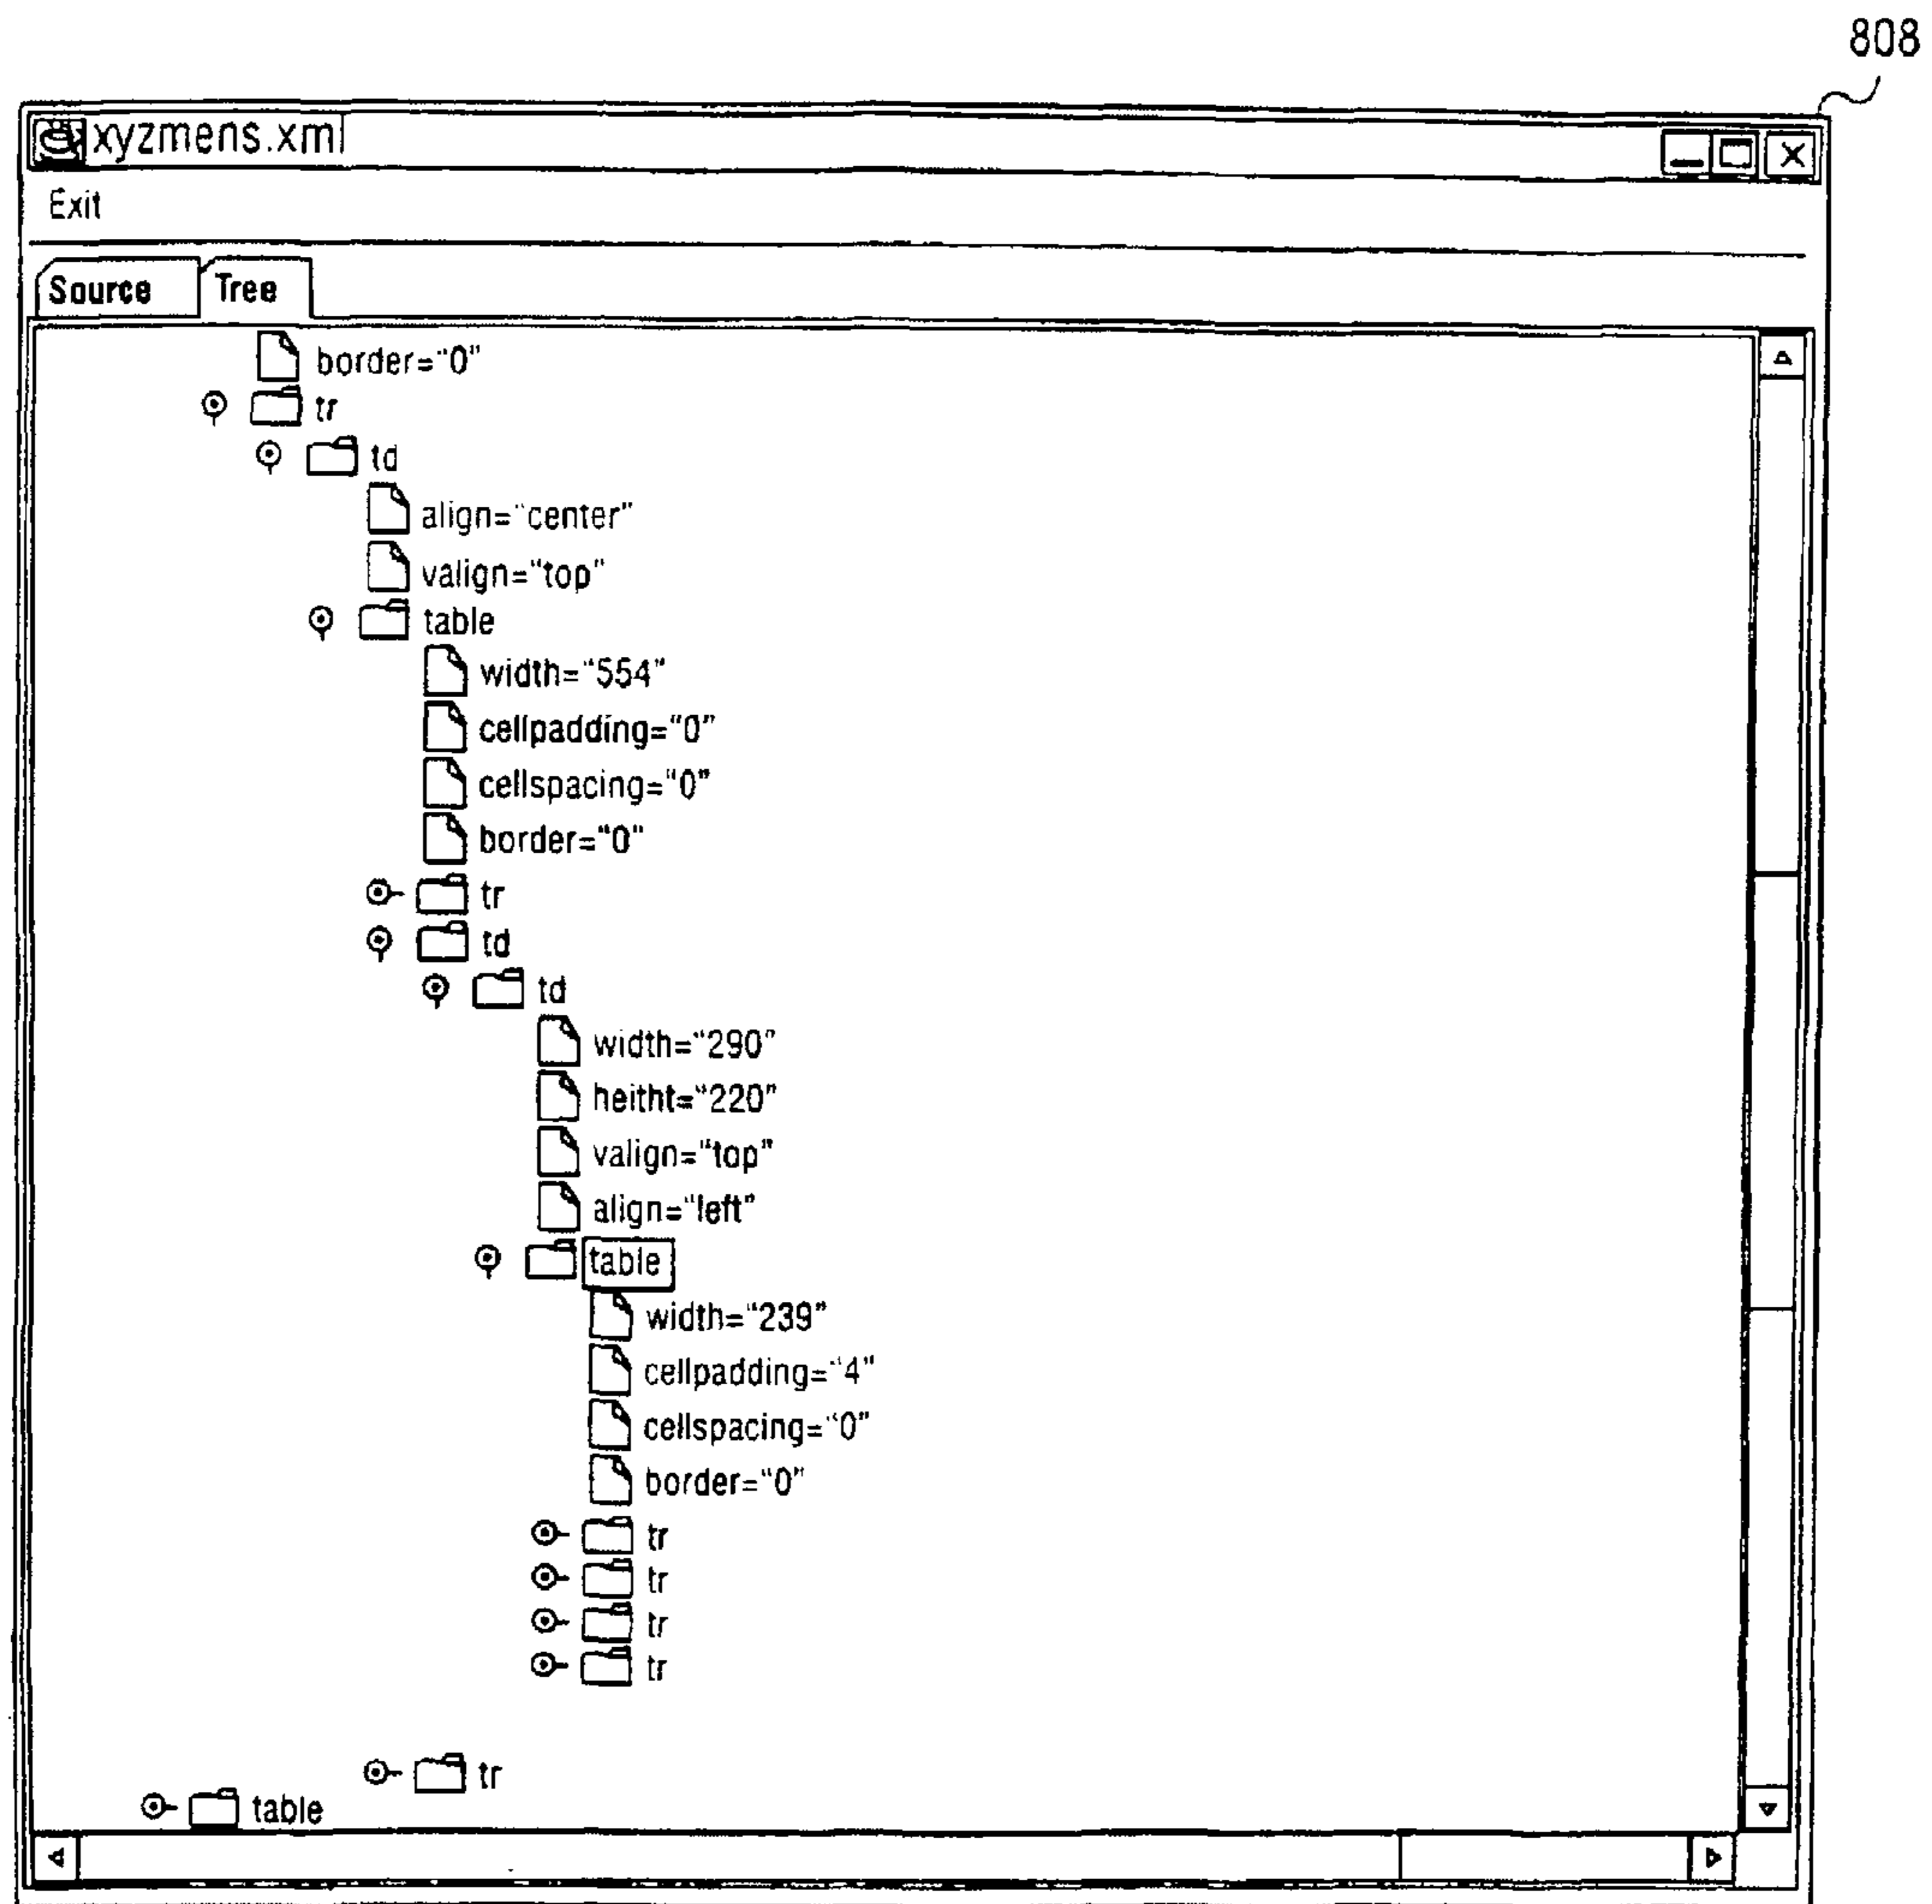 808
xyzmens.xml
Exit
Source Tree
border="0"
tr
td
align="center"
valign="top"
table
width="554"
cellpadding="0"
cellspacing="0"
border="0"
tr
td
td
width="290"
heitht="220"
valign="top"
align="left"
table
width="239"
cellpadding="4"
cellspacing="0"
border="0"
tr
tr
tr
tr
tr
table